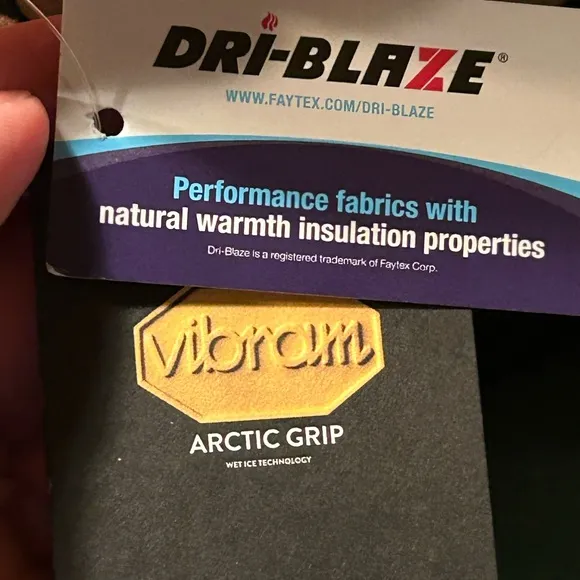 DRI-BLAZE®
WWW.FAYTEX.COM/DRI-BLAZE
Performance fabrics with
natural warmth insulation properties
Dri-Blaze is a registered trademark of Faytex Corp.
vibram
ARCTIC GRIP
WET ICE TECHNOLOGY